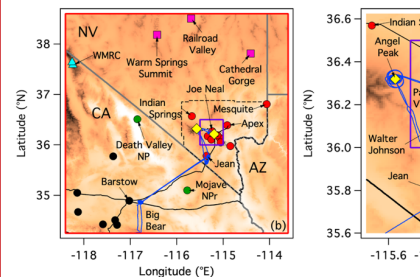 NV
Railroad
Valley
WMRC
Warm Springs
Summit
Cathedral
Gorge
Joe Neal
Indian
Springs
Mesquite
Apex
CA
Death Valley
NP
Jean
AZ
Barstow
Mojave
NPr
Big
Bear
(b)
38
37
36
35
Latitude (°N)
-118
-117
-116
-115
-114
Longitude (°E)
36.6
36.4
36.2
36.0
35.8
35.6
Latitude (°N)
Indian
Angel
Peak
Walter
Johnson
Jean
-115.6